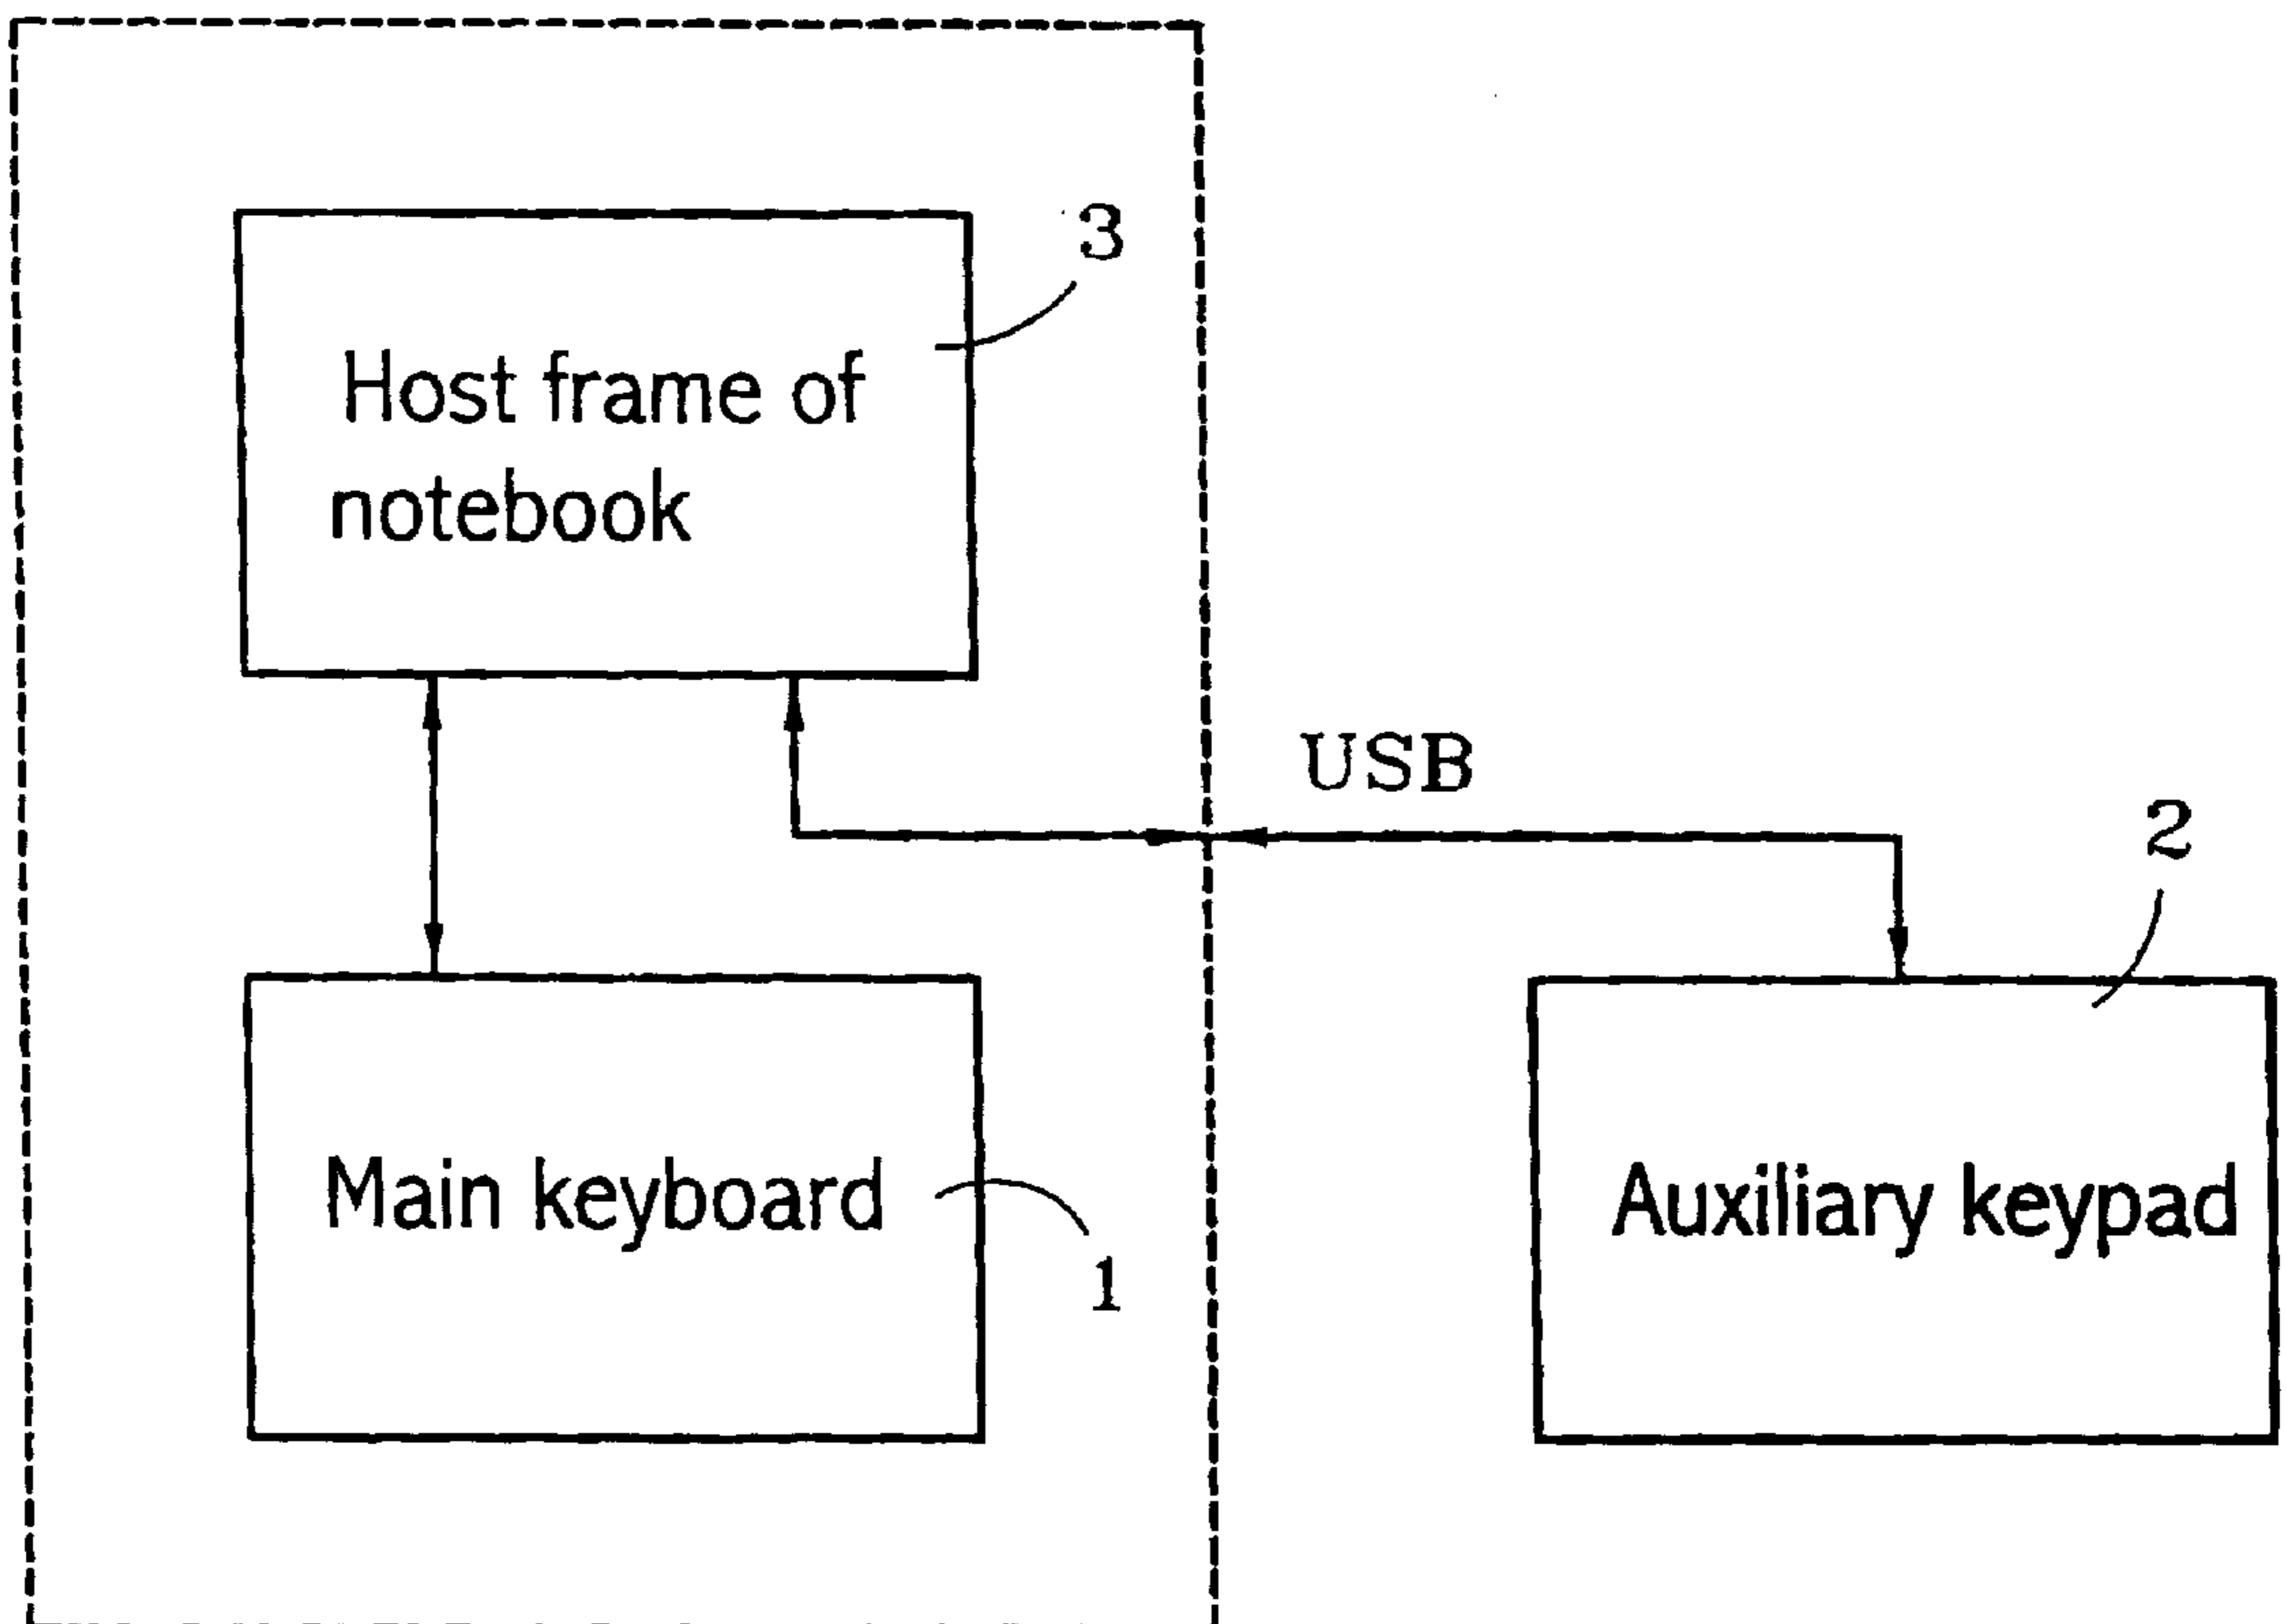 3
Host frame of
notebook
USB
2
Main keyboard
Auxiliary keypad
1